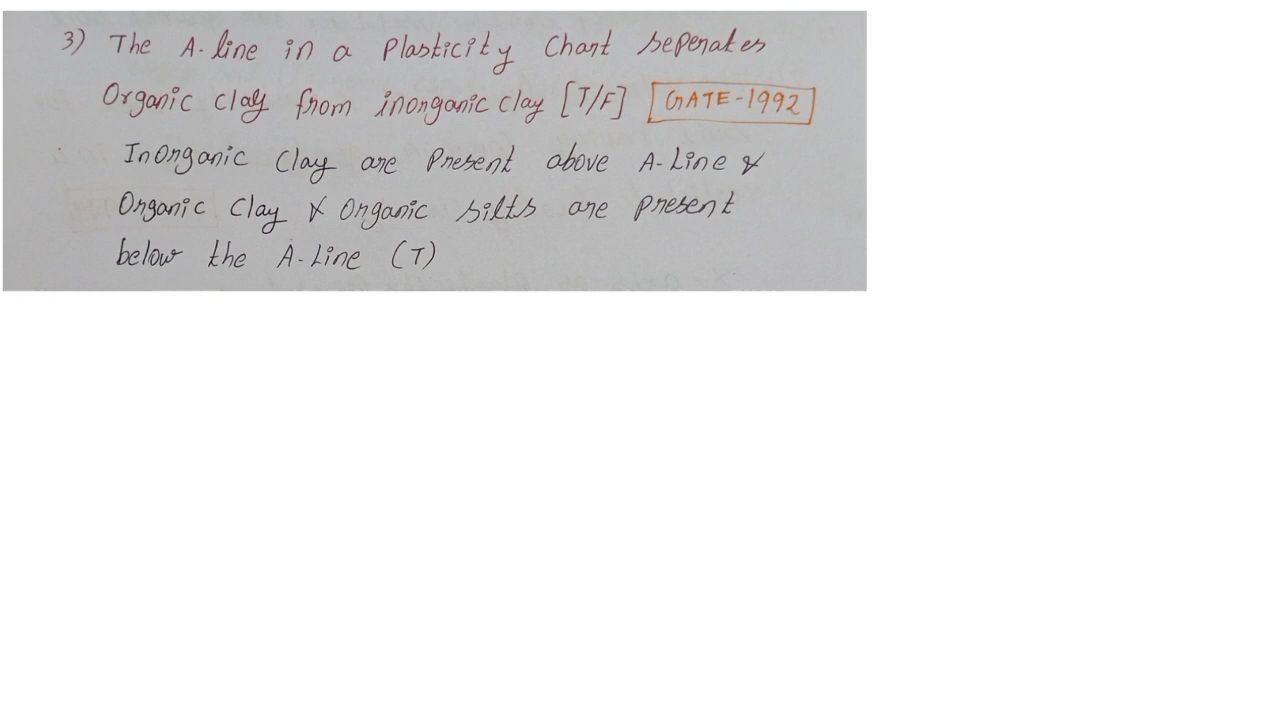 3) The A-line in a Plasticity Chart seperates
Organic clay from inorganic clay [T/F] GATE-1992
Inorganic Clay are Present above A-Line &
Organic Clay & Organic silts are present
below the A-Line (T)